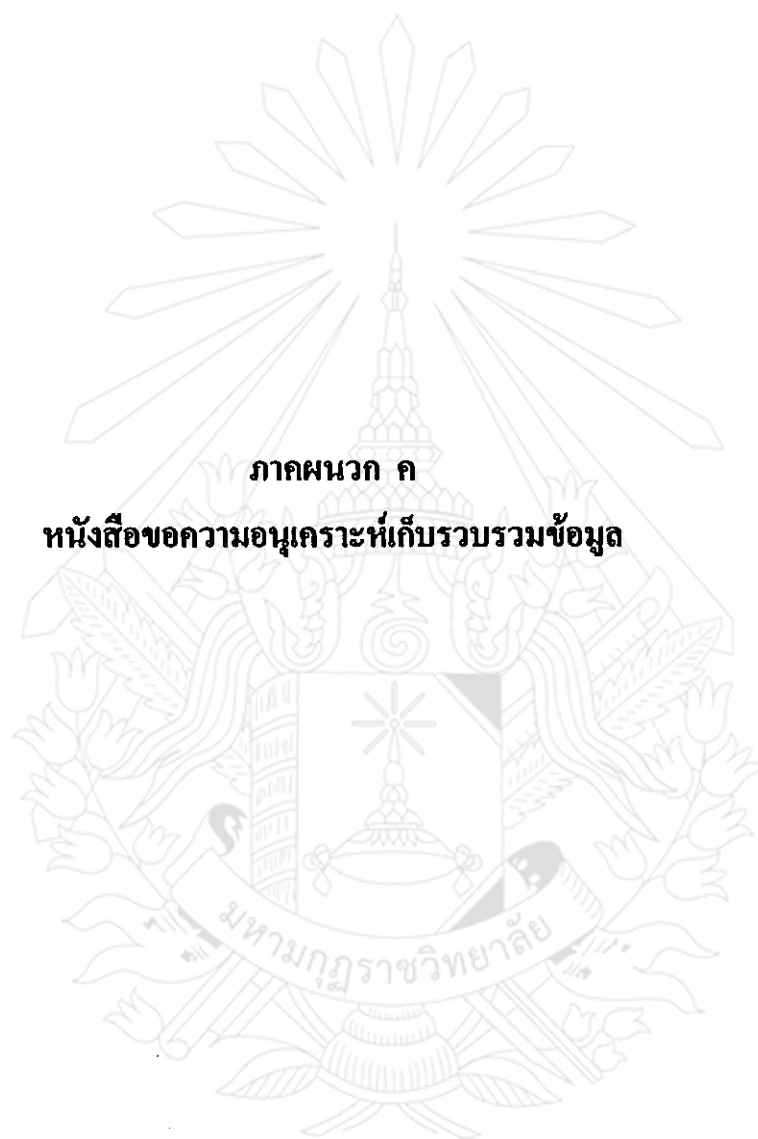 ภาคผนวก ค
หนังสือขอความอนุเคราะห์เก็บรวบรวมข้อมูล
มหามกุฏราชวิทยาลัย